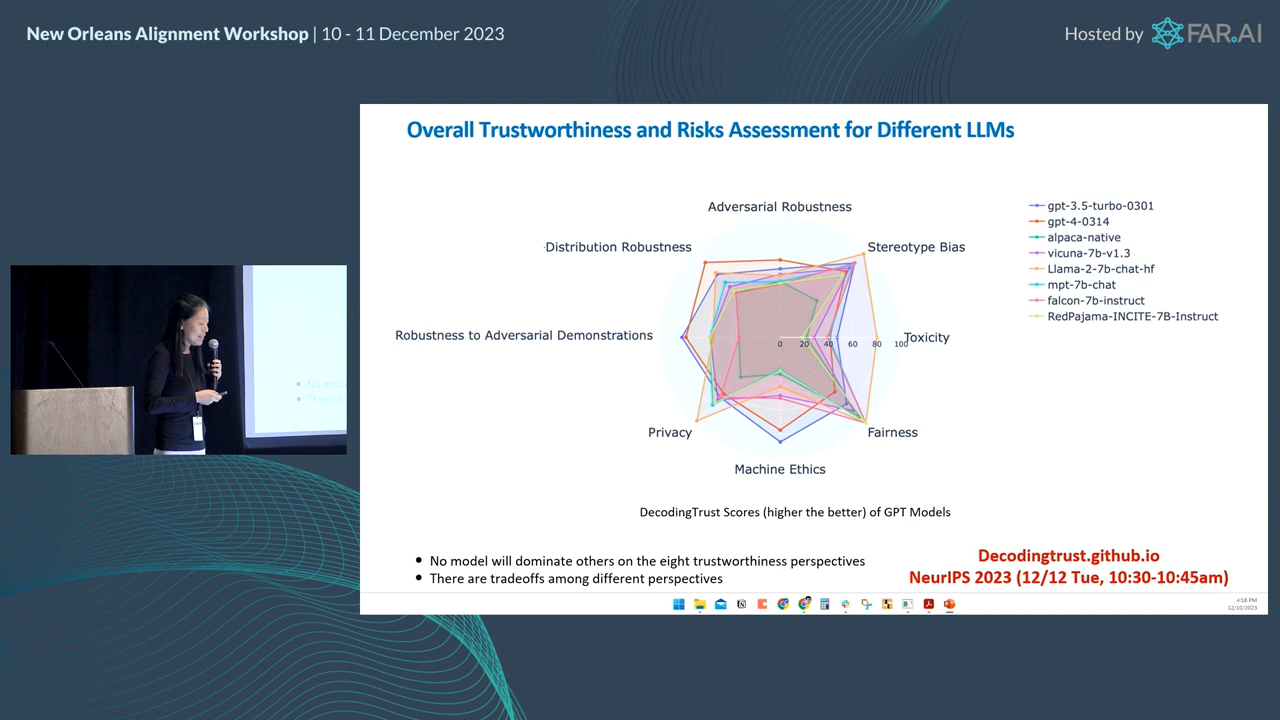 New Orleans Alignment Workshop | 10 - 11 December 2023
Hosted by FAR.AI
Overall Trustworthiness and Risks Assessment for Different LLMs
Adversarial Robustness
Distribution Robustness
Stereotype Bias
Robustness to Adversarial Demonstrations
0 20 40 60 80 100
Toxicity
Privacy
Fairness
Machine Ethics
gpt-3.5-turbo-0301
gpt-4-0314
alpaca-native
vicuna-7b-v1.3
Llama-2-7b-chat-hf
mpt-7b-chat
falcon-7b-instruct
RedPajama-INCITE-7B-Instruct
DecodingTrust Scores (higher the better) of GPT Models
• No model will dominate others on the eight trustworthiness perspectives
• There are tradeoffs among different perspectives
Decodingtrust.github.io
NeurIPS 2023 (12/12 Tue, 10:30-10:45am)
4:18 PM
12/10/2023
• No mode